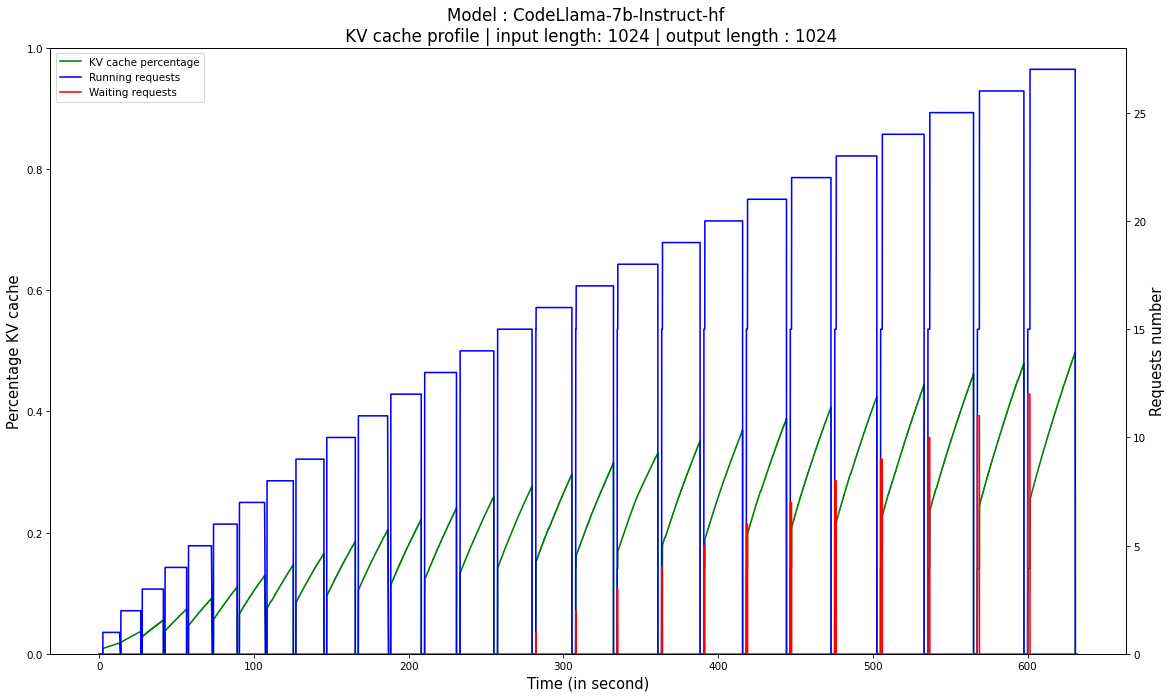 Model : CodeLlama-7b-Instruct-hf
KV cache profile | input length: 1024 | output length : 1024
KV cache percentage
Running requests
Waiting requests
1.0
0.8
0.6
0.4
0.2
0.0
Percentage KV cache
25
20
15
10
5
0
Requests number
0 100 200 300 400 500 600
Time (in second)